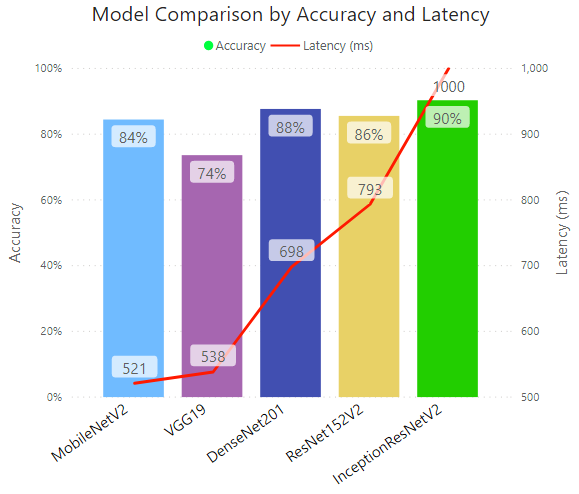 Model Comparison by Accuracy and Latency
Accuracy Latency (ms)
100% 1,000
1000
90%
84%
88%
86%
80% 900
74%
793
60% 800
698
40% 700
20% 600
521
538
0% 500
Accuracy
Latency (ms)
MobileNetV2
VGG19
DenseNet201
ResNet152V2
InceptionResNetV2